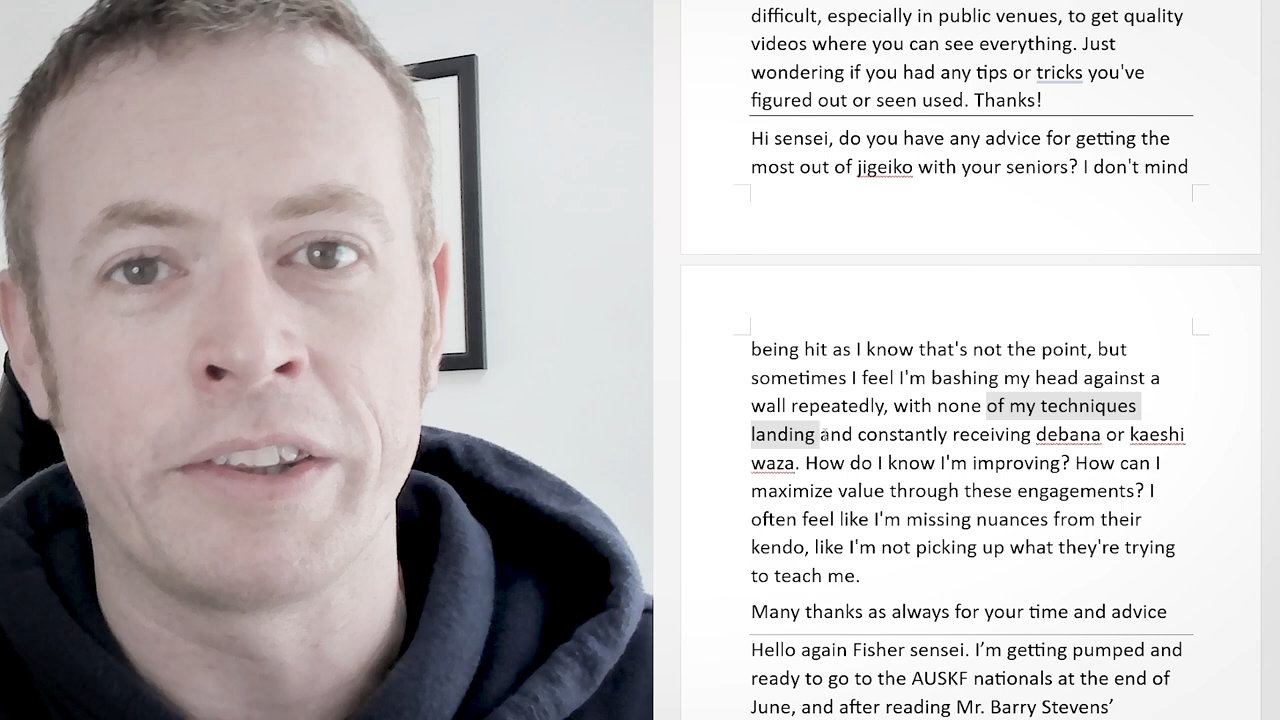 difficult, especially in public venues, to get quality
videos where you can see everything. Just
wondering if you had any tips or tricks you've
figured out or seen used. Thanks!
Hi sensei, do you have any advice for getting the
most out of jigeiko with your seniors? I don't mind
being hit as I know that's not the point, but
sometimes I feel I'm bashing my head against a
wall repeatedly, with none of my techniques
landing and constantly receiving debana or kaeshi
waza. How do I know I'm improving? How can I
maximize value through these engagements? I
often feel like I'm missing nuances from their
kendo, like I'm not picking up what they're trying
to teach me.
Many thanks as always for your time and advice
Hello again Fisher sensei. I’m getting pumped and
ready to go to the AUSKF nationals at the end of
June, and after reading Mr. Barry Stevens’